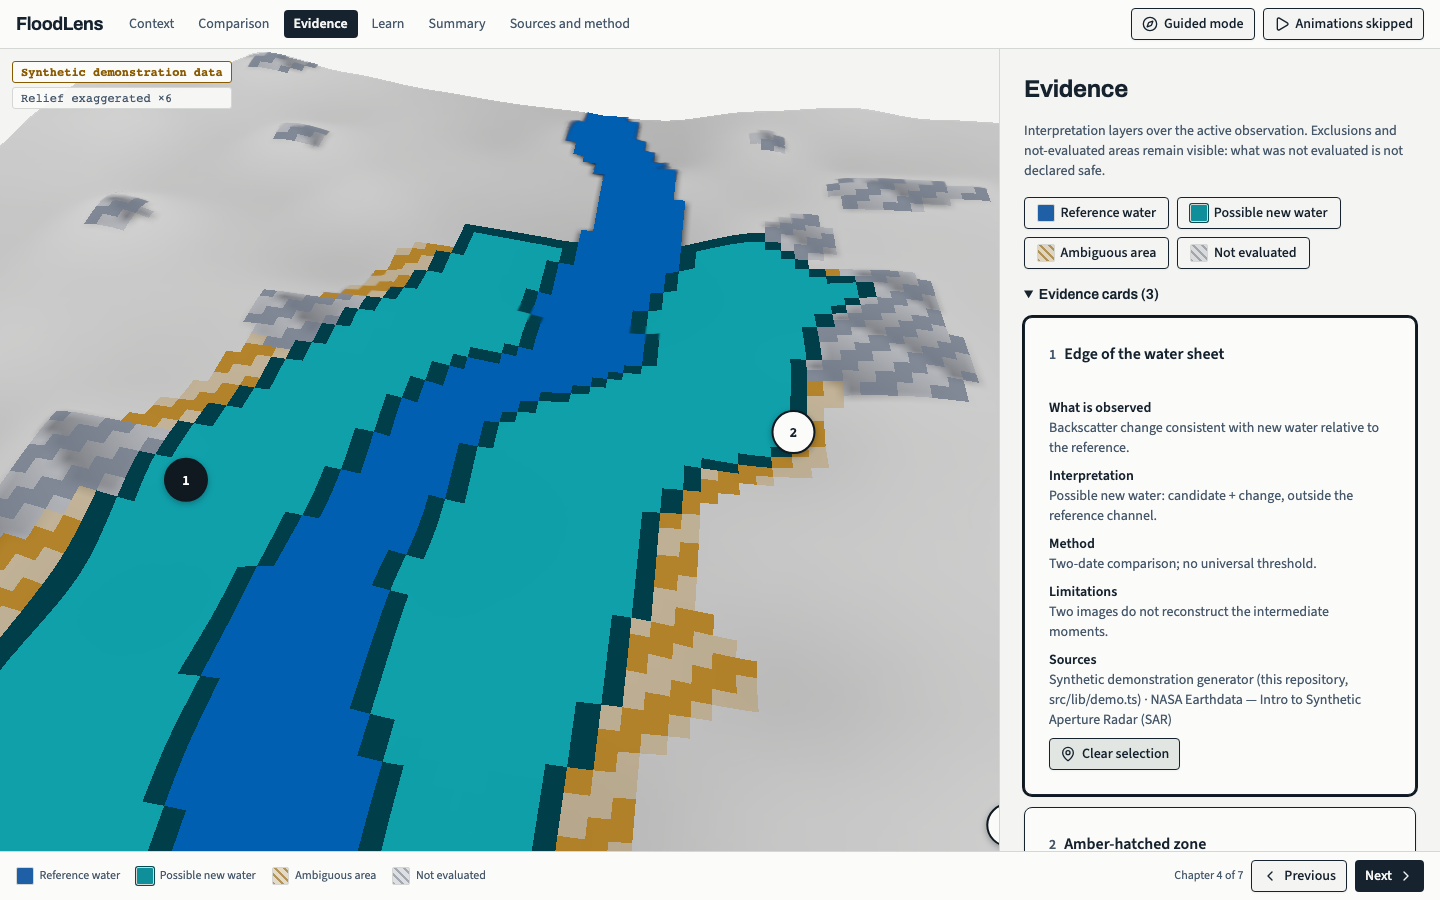 FloodLens
Context
Comparison
Evidence
Learn
Summary
Sources and method
Guided mode
Animations skipped
Synthetic demonstration data
Relief exaggerated ×6
1
2
Evidence
Interpretation layers over the active observation. Exclusions and
not-evaluated areas remain visible: what was not evaluated is not
declared safe.
Reference water
Possible new water
Ambiguous area
Not evaluated
▼ Evidence cards (3)
1 Edge of the water sheet
What is observed
Backscatter change consistent with new water relative to
the reference.
Interpretation
Possible new water: candidate + change, outside the
reference channel.
Method
Two-date comparison; no universal threshold.
Limitations
Two images do not reconstruct the intermediate
moments.
Sources
Synthetic demonstration generator (this repository,
src/lib/demo.ts) · NASA Earthdata — Intro to Synthetic
Aperture Radar (SAR)
Clear selection
2 Amber-hatched zone
Reference water
Possible new water
Ambiguous area
Not evaluated
Chapter 4 of 7
Previous
Next